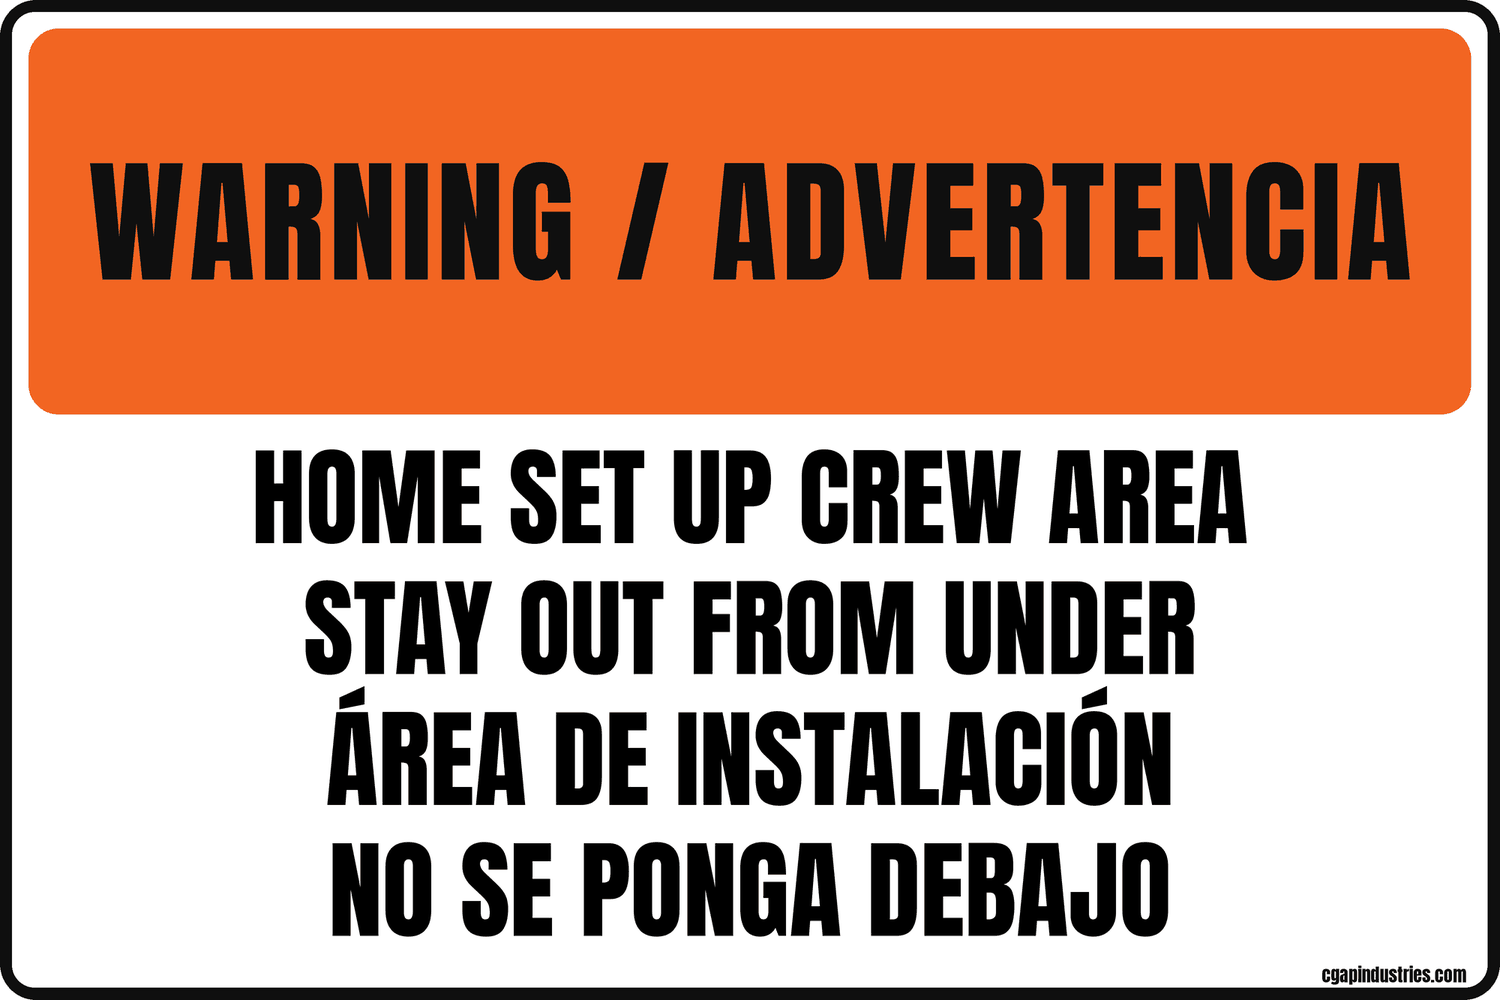 WARNING / ADVERTENCIA
HOME SET UP CREW AREA
STAY OUT FROM UNDER
ÁREA DE INSTALACIÓN
NO SE PONGA DEBAJO
cgapindustries.com